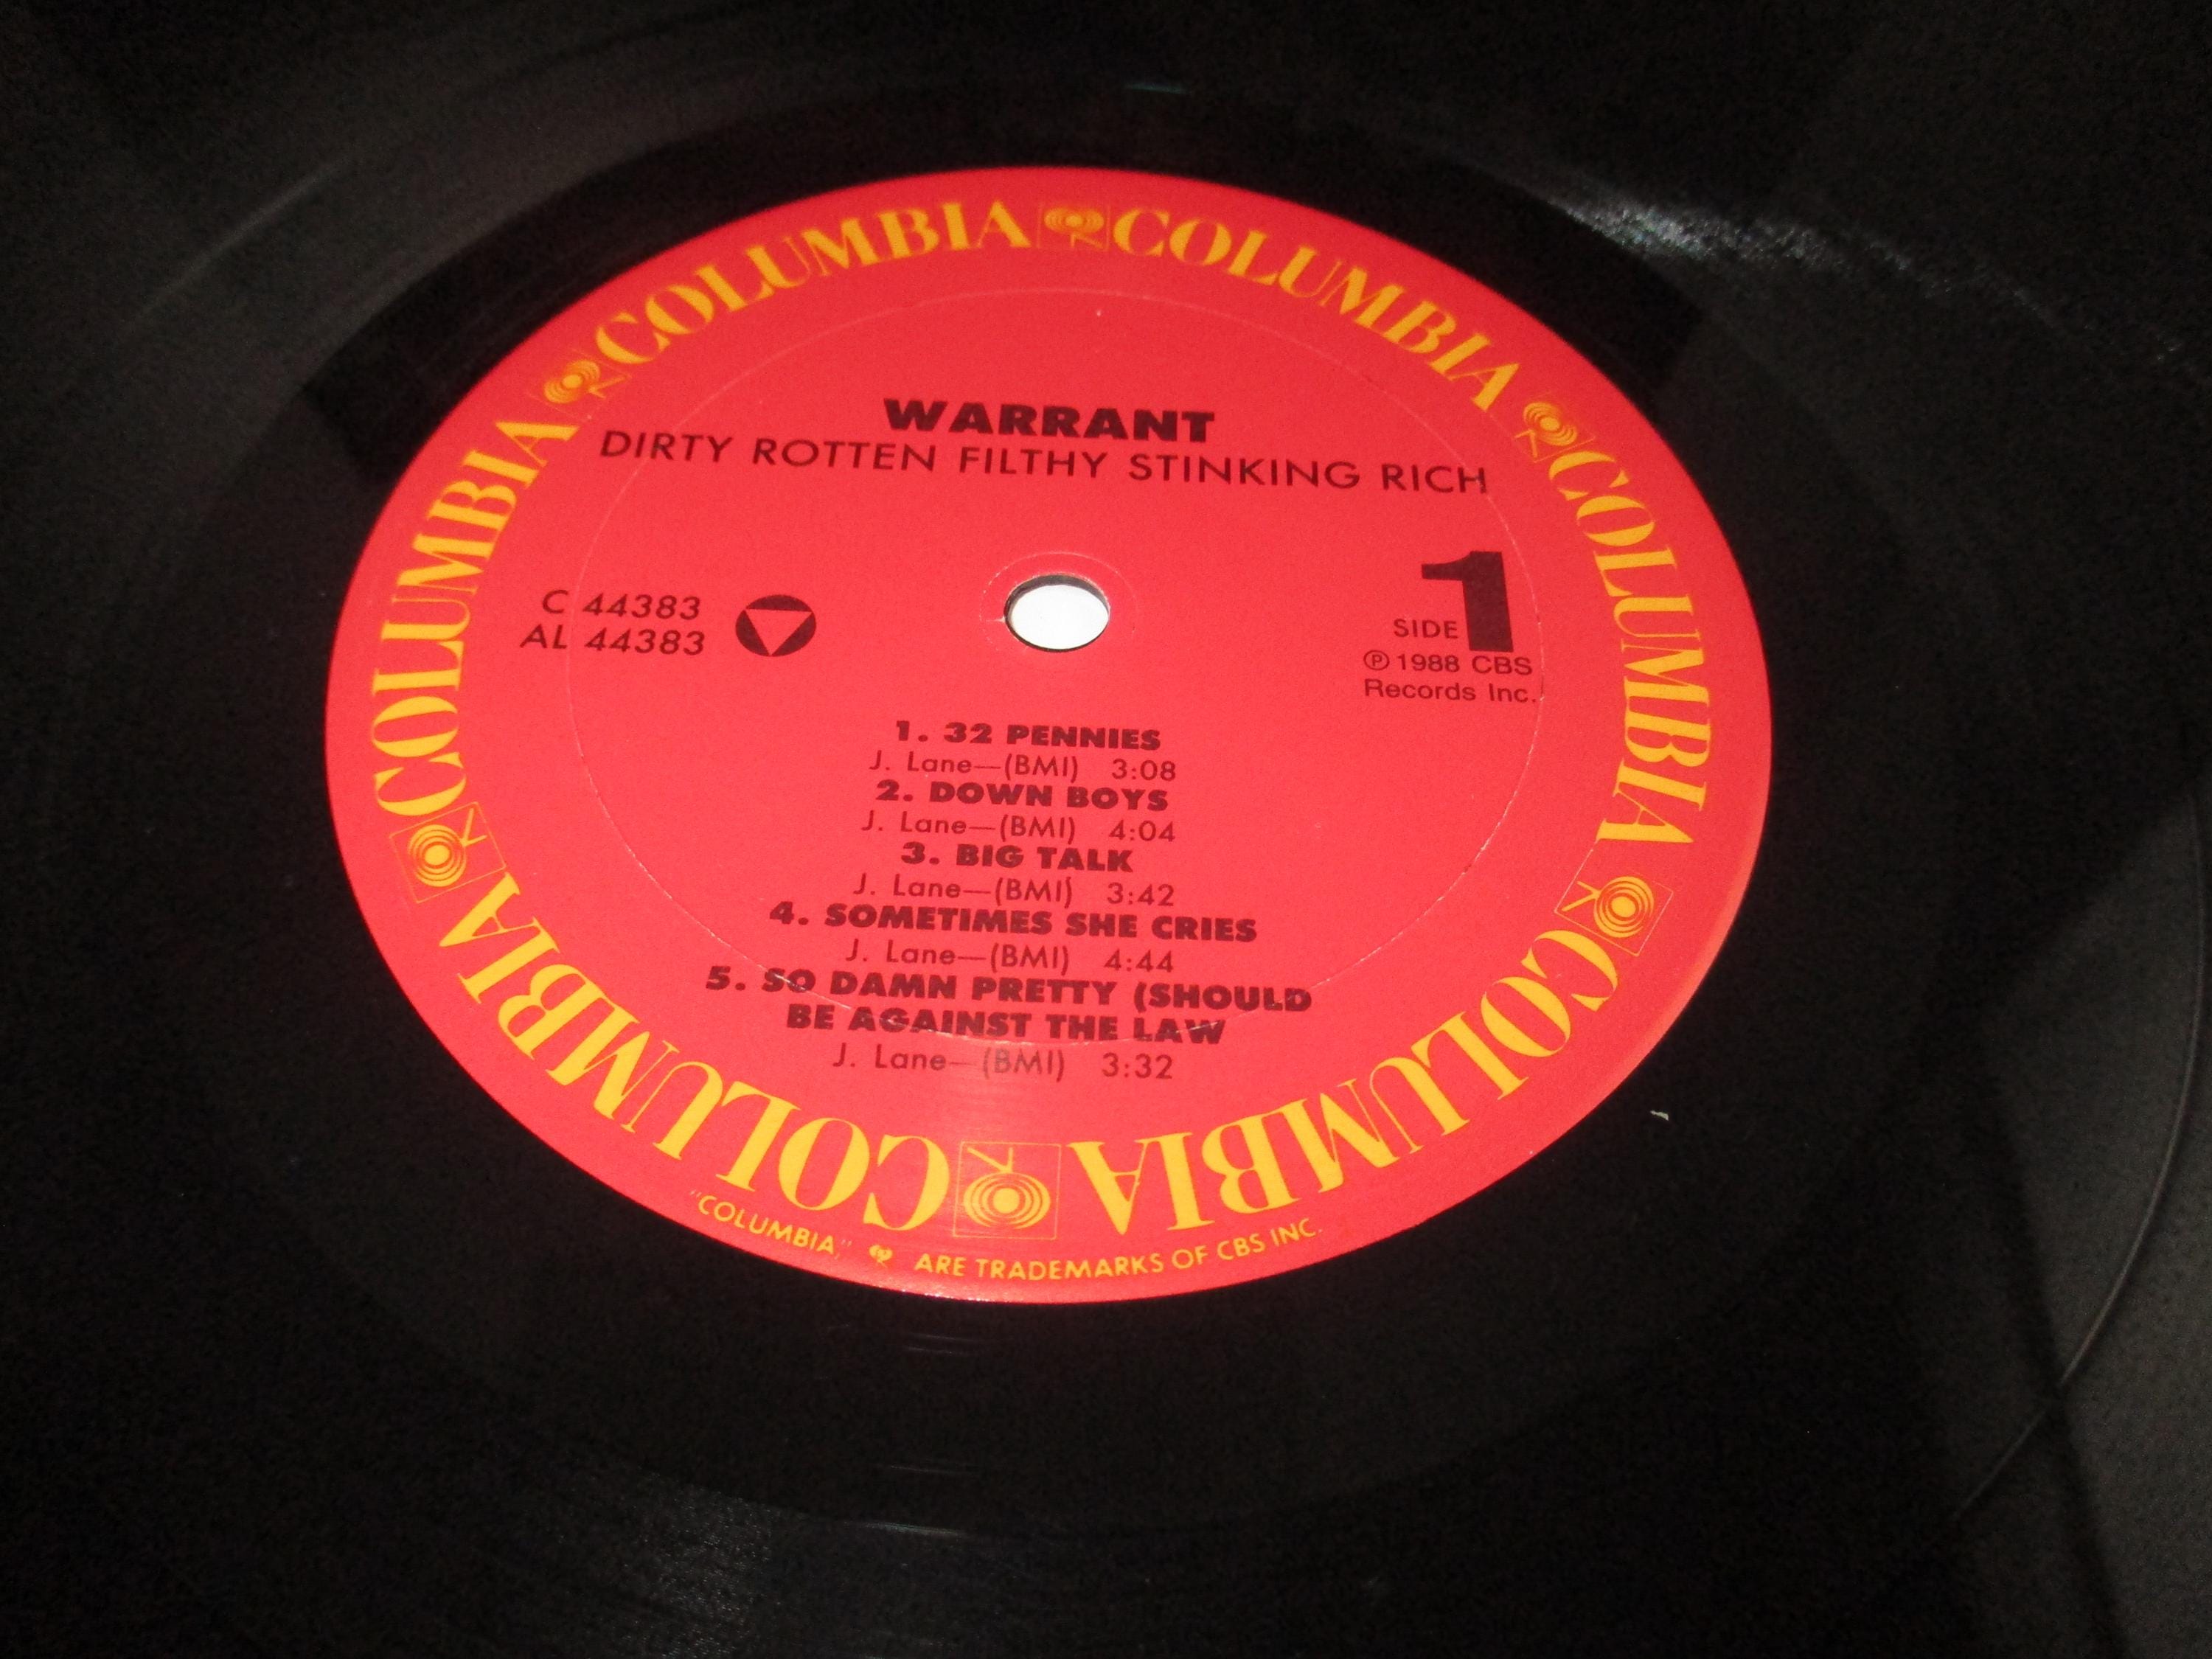 COLUMBIA COLUMBIA COLUMBIA COLUMBIA COLUMBIA COLUMBIA
WARRANT
DIRTY ROTTEN FILTHY STINKING RICH
C 44383
AL 44383
SIDE 1
℗ 1988 CBS
Records Inc.
1. 32 PENNIES
J. Lane—(BMI) 3:08
2. DOWN BOYS
J. Lane—(BMI) 4:04
3. BIG TALK
J. Lane—(BMI) 3:42
4. SOMETIMES SHE CRIES
J. Lane—(BMI) 4:44
5. SO DAMN PRETTY (SHOULD
BE AGAINST THE LAW
J. Lane—(BMI) 3:32
"COLUMBIA," ARE TRADEMARKS OF CBS INC.